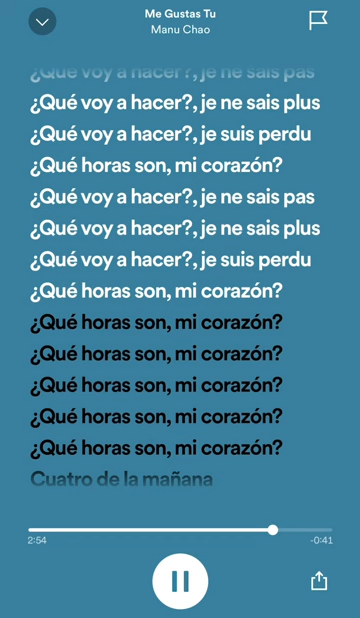 Me Gustas Tu
Manu Chao
¿Qué voy a hacer?, je ne sais pas
¿Qué voy a hacer?, je ne sais plus
¿Qué voy a hacer?, je suis perdu
¿Qué horas son, mi corazón?
¿Qué voy a hacer?, je ne sais pas
¿Qué voy a hacer?, je ne sais plus
¿Qué voy a hacer?, je suis perdu
¿Qué horas son, mi corazón?
¿Qué horas son, mi corazón?
¿Qué horas son, mi corazón?
¿Qué horas son, mi corazón?
¿Qué horas son, mi corazón?
¿Qué horas son, mi corazón?
Cuatro de la mañana
2:54 -0:41